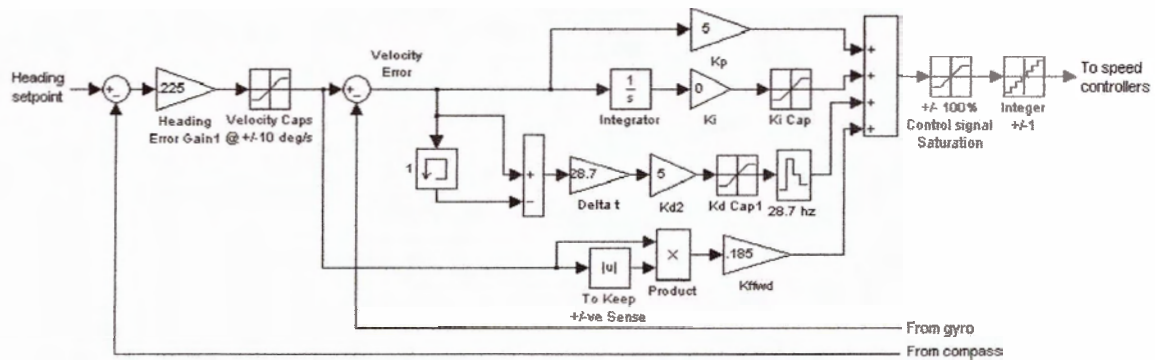 Heading
setpoint
+
-
.225
Heading
Error Gain1
Velocity Caps
@ +/-10 deg/s
Velocity
Error
+
-
1
5
Kp
1
s
Integrator
0
Ki
Ki Cap
+
-
28.7
Delta t
5
Kd2
Kd Cap1
28.7 hz
|u|
To Keep
+/-ve Sense
×
Product
.185
Kffwd
+
+
+
+
+/- 100%
Control signal
Saturation
Integer
+/-1
To speed
controllers
From gyro
From compass